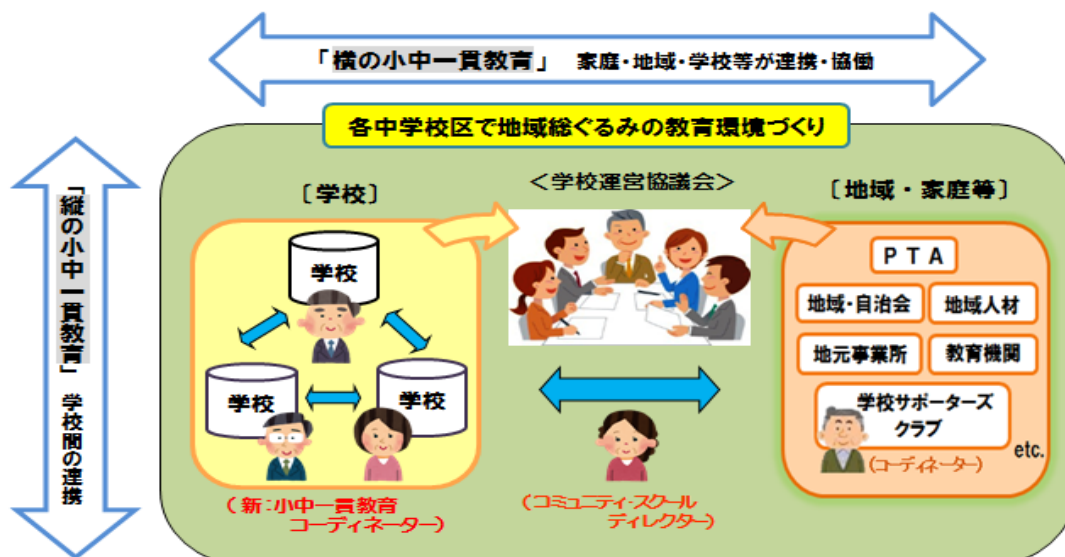 「横の小中一貫教育」 家庭・地域・学校等が連携・協働
各中学校区で地域総ぐるみの教育環境づくり
「縦の小中一貫教育」 学校間の連携
〔学校〕
学校
学校
学校
(新:小中一貫教育
コーディネーター)
＜学校運営協議会＞
(コミュニティ・スクール
ディレクター)
〔地域・家庭等〕
ＰＴＡ
地域・自治会
地域人材
地元事業所
教育機関
学校サポーターズ
クラブ
(コーディネーター)
etc.